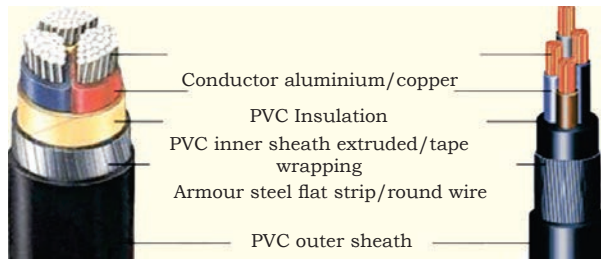 Conductor aluminium/copper
PVC Insulation
PVC inner sheath extruded/tape
wrapping
Armour steel flat strip/round wire
PVC outer sheath